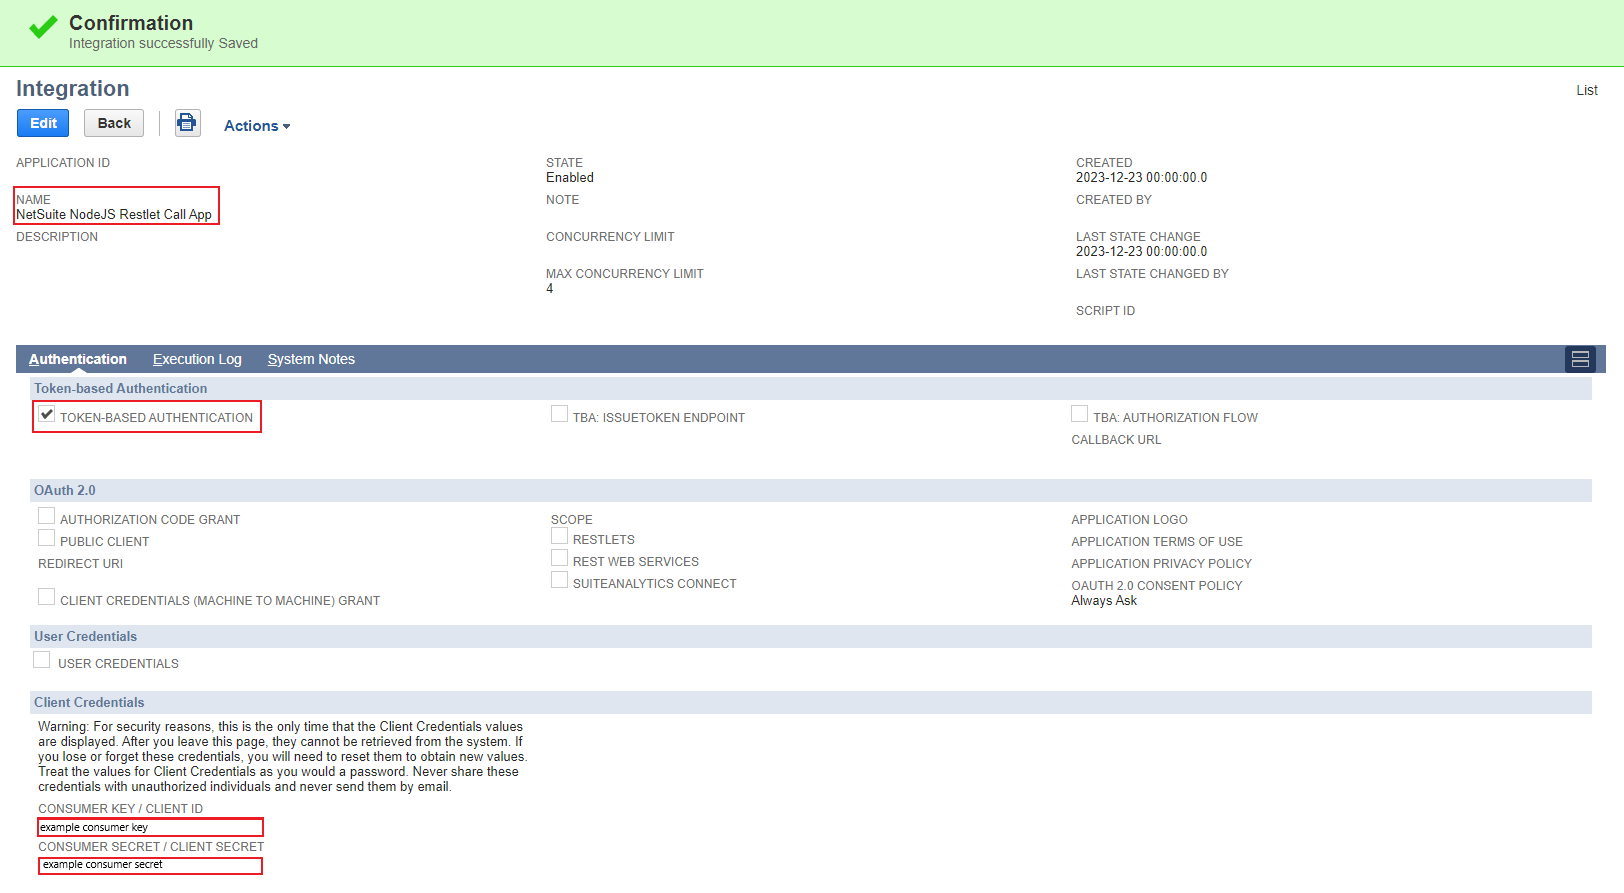 Confirmation
Integration successfully Saved
Integration
List
Edit
Back
Actions
APPLICATION ID
NAME
NetSuite NodeJS Restlet Call App
DESCRIPTION
STATE
Enabled
NOTE
CONCURRENCY LIMIT
MAX CONCURRENCY LIMIT
4
CREATED
2023-12-23 00:00:00.0
CREATED BY
LAST STATE CHANGE
2023-12-23 00:00:00.0
LAST STATE CHANGED BY
SCRIPT ID
Authentication
Execution Log
System Notes
Token-based Authentication
TOKEN-BASED AUTHENTICATION
TBA: ISSUETOKEN ENDPOINT
TBA: AUTHORIZATION FLOW
CALLBACK URL
OAuth 2.0
AUTHORIZATION CODE GRANT
PUBLIC CLIENT
REDIRECT URI
CLIENT CREDENTIALS (MACHINE TO MACHINE) GRANT
SCOPE
RESTLETS
REST WEB SERVICES
SUITEANALYTICS CONNECT
APPLICATION LOGO
APPLICATION TERMS OF USE
APPLICATION PRIVACY POLICY
OAUTH 2.0 CONSENT POLICY
Always Ask
User Credentials
USER CREDENTIALS
Client Credentials
Warning: For security reasons, this is the only time that the Client Credentials values
are displayed. After you leave this page, they cannot be retrieved from the system. If
you lose or forget these credentials, you will need to reset them to obtain new values.
Treat the values for Client Credentials as you would a password. Never share these
credentials with unauthorized individuals and never send them by email.
CONSUMER KEY / CLIENT ID
example consumer key
CONSUMER SECRET / CLIENT SECRET
example consumer secret